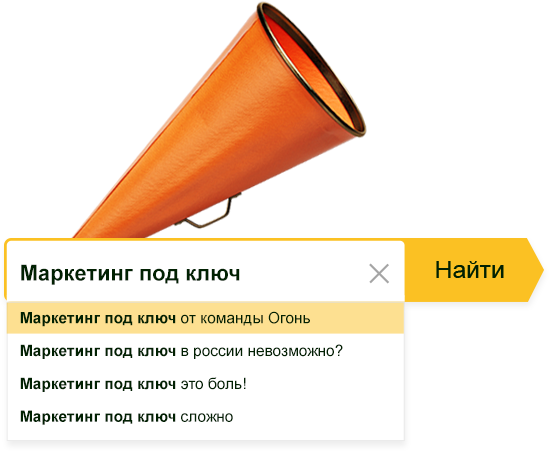 Маркетинг под ключ
Найти
Маркетинг под ключ от команды Огонь
Маркетинг под ключ в россии невозможно?
Маркетинг под ключ это боль!
Маркетинг под ключ сложно